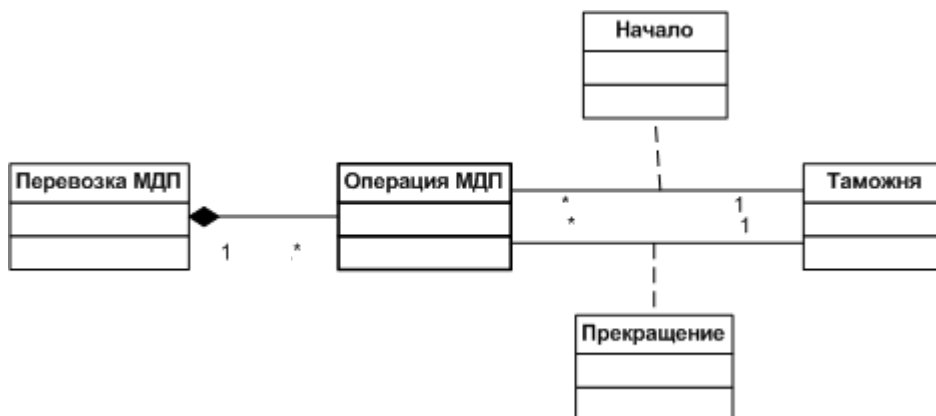 Начало
Перевозка МДП
Операция МДП
Таможня
* 1
* 1
1 .*
Прекращение